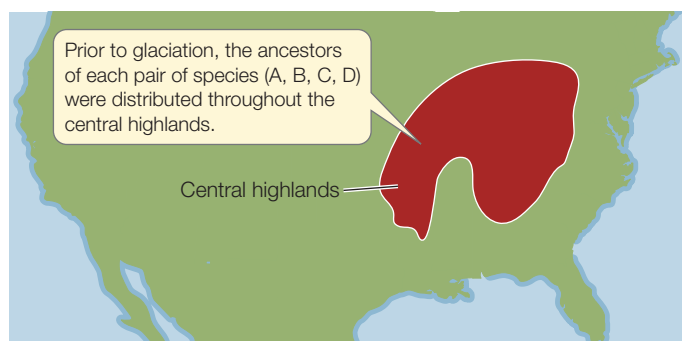 Prior to glaciation, the ancestors
of each pair of species (A, B, C, D)
were distributed throughout the
central highlands.
Central highlands